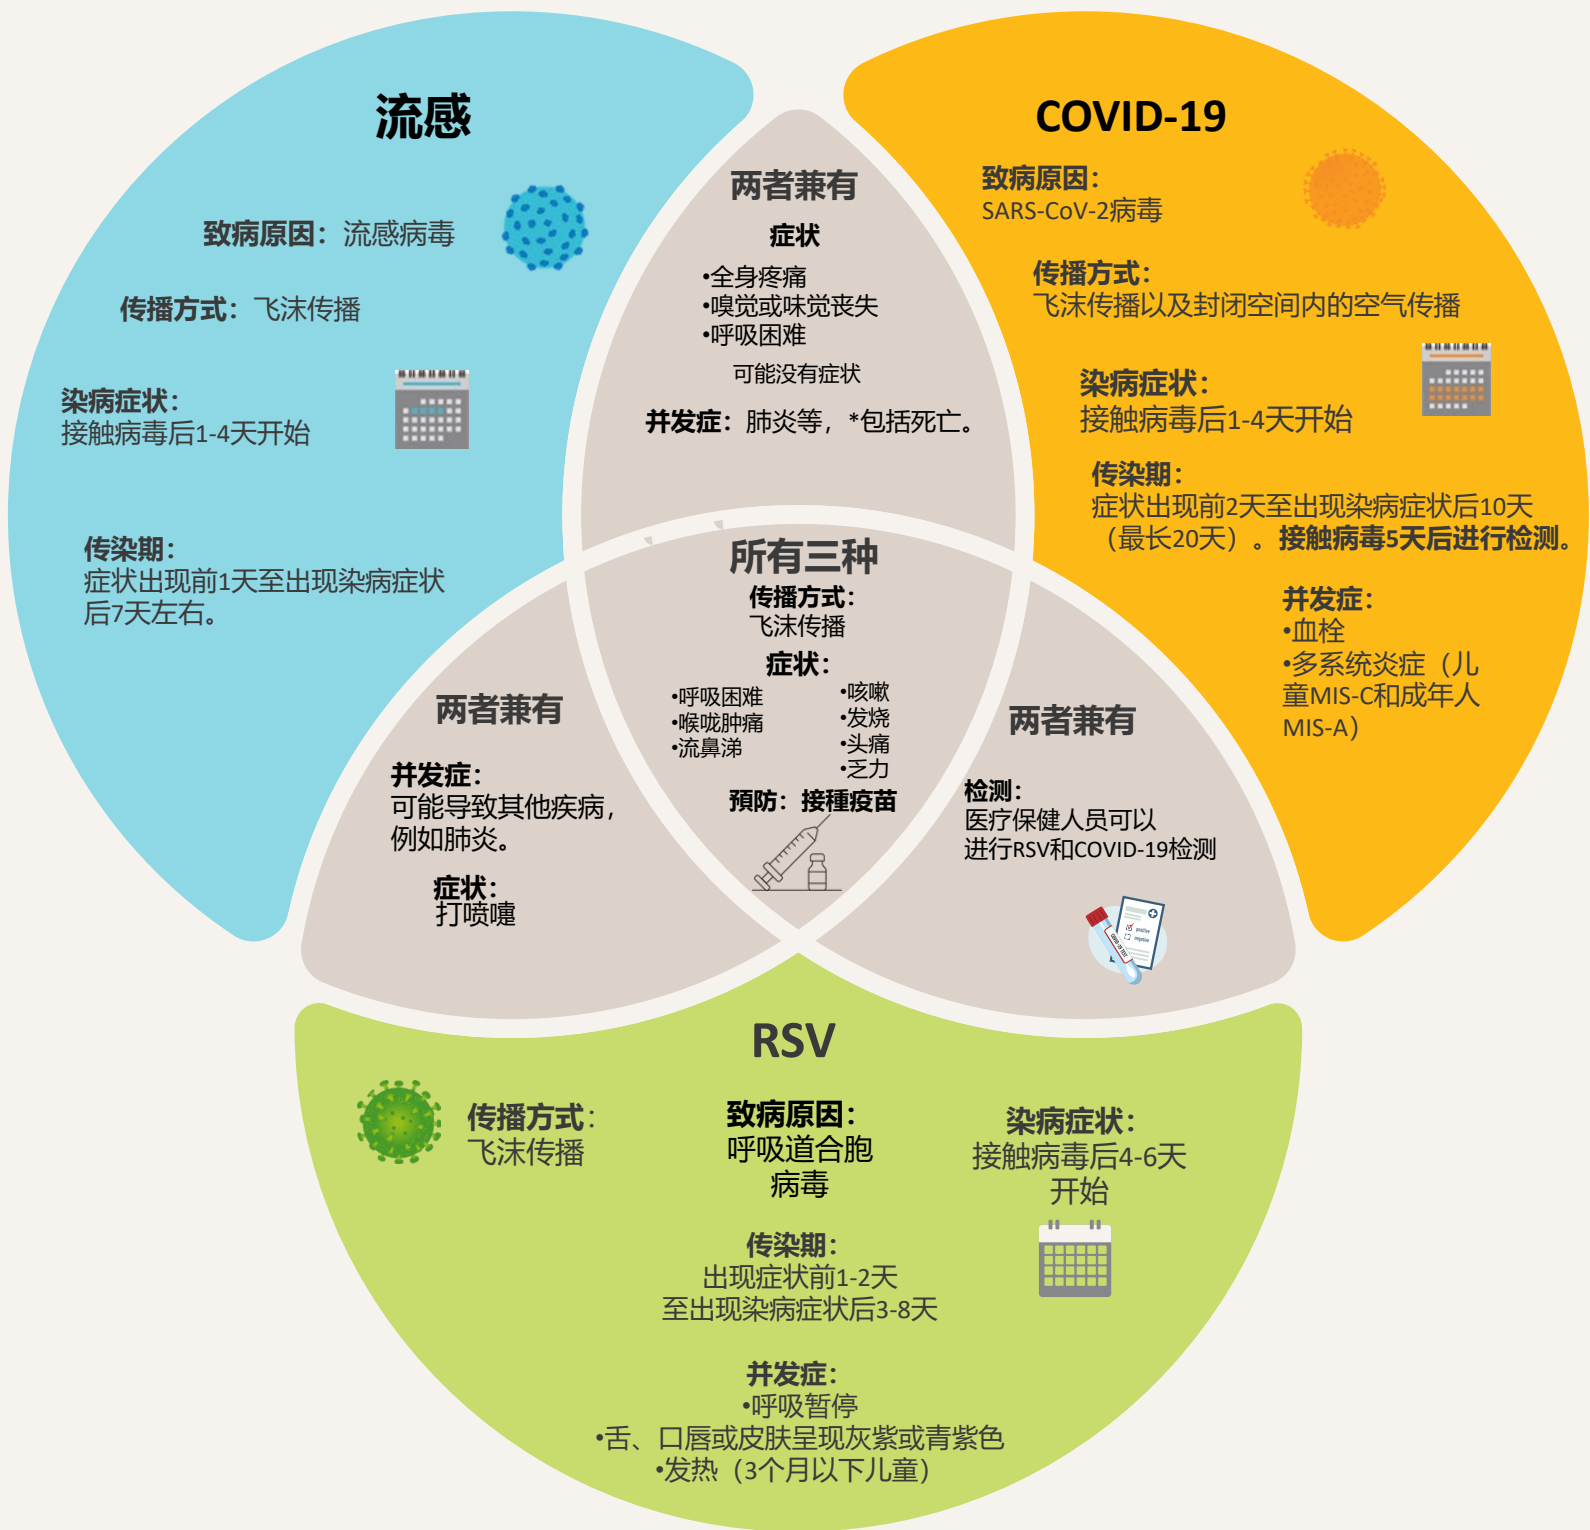 流感
致病原因：流感病毒
传播方式：飞沫传播
染病症状：
接触病毒后1-4天开始
传染期：
症状出现前1天至出现染病症状
后7天左右。
两者兼有
症状
•全身疼痛
•嗅觉或味觉丧失
•呼吸困难
可能没有症状
并发症：肺炎等，*包括死亡。
COVID-19
致病原因：
SARS-CoV-2病毒
传播方式：
飞沫传播以及封闭空间内的空气传播
染病症状：
接触病毒后1-4天开始
传染期：
症状出现前2天至出现染病症状后10天
（最长20天）。接触病毒5天后进行检测。
并发症：
•血栓
•多系统炎症（儿
童MIS-C和成年人
MIS-A）
所有三种
传播方式：
飞沫传播
症状：
•呼吸困难
•喉咙肿痛
•流鼻涕
•咳嗽
•发烧
•头痛
•乏力
預防：接種疫苗
两者兼有
并发症：
可能导致其他疾病，
例如肺炎。
症状：
打喷嚏
两者兼有
检测：
医疗保健人员可以
进行RSV和COVID-19检测
positive
negative
COVID-19 TEST
RSV
传播方式：
飞沫传播
致病原因：
呼吸道合胞
病毒
染病症状：
接触病毒后4-6天
开始
传染期：
出现症状前1-2天
至出现染病症状后3-8天
并发症：
•呼吸暂停
•舌、口唇或皮肤呈现灰紫或青紫色
•发热（3个月以下儿童）